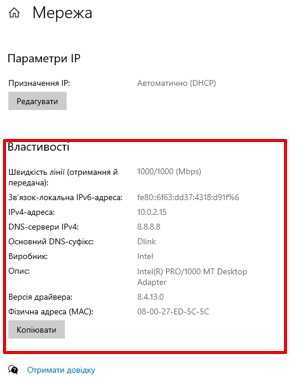 Мережа
Параметри IP
Призначення IP: Автоматично (DHCP)
Редагувати
Властивості
Швидкість лінії (отримання й 1000/1000 (Mbps)
передача):
Зв’язок-локальна IPv6-адреса: fe80::6f63:dd37:4318:d91f%6
IPv4-адреса: 10.0.2.15
DNS-сервери IPv4: 8.8.8.8
Основний DNS-суфікс: Dlink
Виробник: Intel
Опис: Intel(R) PRO/1000 MT Desktop
Adapter
Версія драйвера: 8.4.13.0
Фізична адреса (MAC): 08-00-27-ED-5C-5C
Копіювати
Отримати довідку